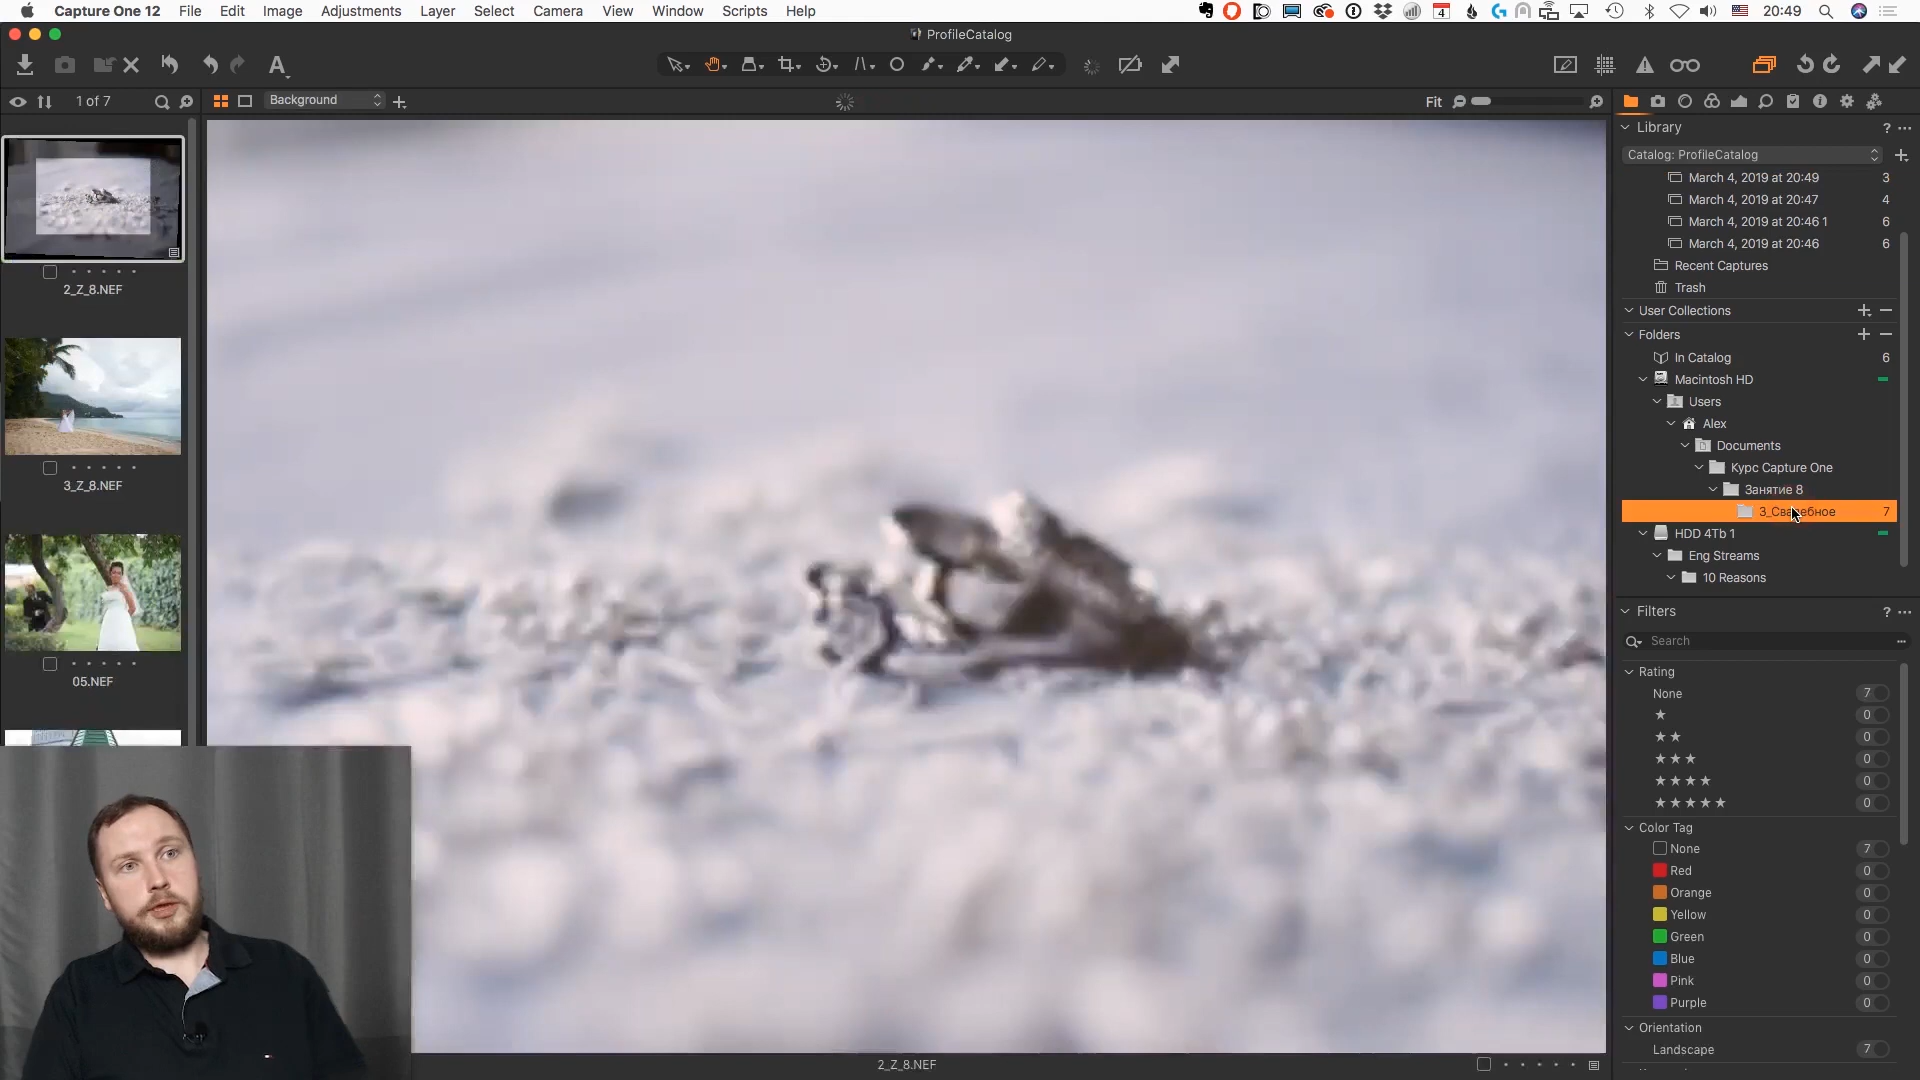 Capture One 12 File Edit Image Adjustments Layer Select Camera View Window Scripts Help 4 20:49
ProfileCatalog
1 of 7
Background
Fit
2_Z_8.NEF
3_Z_8.NEF
05.NEF
2_Z_8.NEF
Library ? ...
Catalog: ProfileCatalog
March 4, 2019 at 20:49 3
March 4, 2019 at 20:47 4
March 4, 2019 at 20:46 1 6
March 4, 2019 at 20:46 6
Recent Captures
Trash
User Collections
Folders
In Catalog 6
Macintosh HD
Users
Alex
Documents
Курс Capture One
Занятие 8
3_Свадебное 7
HDD 4Tb 1
Eng Streams
10 Reasons
Filters ? ...
Search ...
Rating
None 7
★ 0
★ ★ 0
★ ★ ★ 0
★ ★ ★ ★ 0
★ ★ ★ ★ ★ 0
Color Tag
None 7
Red 0
Orange 0
Yellow 0
Green 0
Blue 0
Pink 0
Purple 0
Orientation
Landscape 7